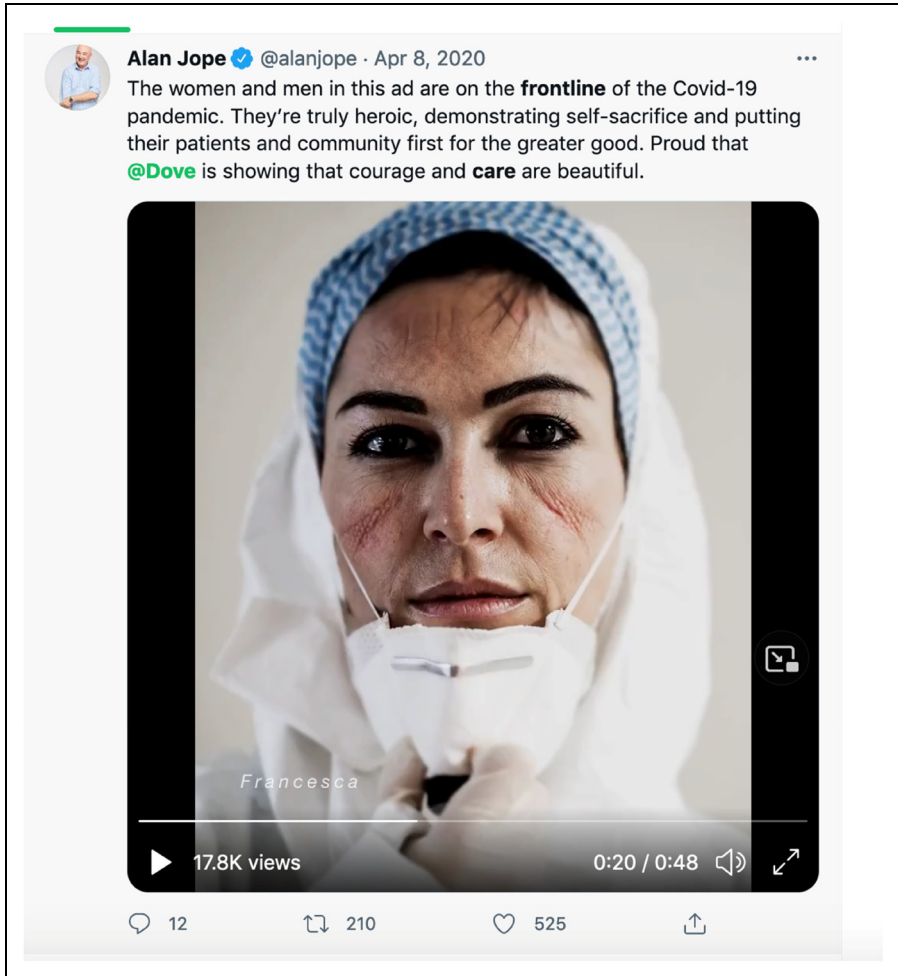 Alan Jope @alanjope · Apr 8, 2020
The women and men in this ad are on the frontline of the Covid-19
pandemic. They’re truly heroic, demonstrating self-sacrifice and putting
their patients and community first for the greater good. Proud that
@Dove is showing that courage and care are beautiful.
Francesca
17.8K views 0:20 / 0:48
12 210 525